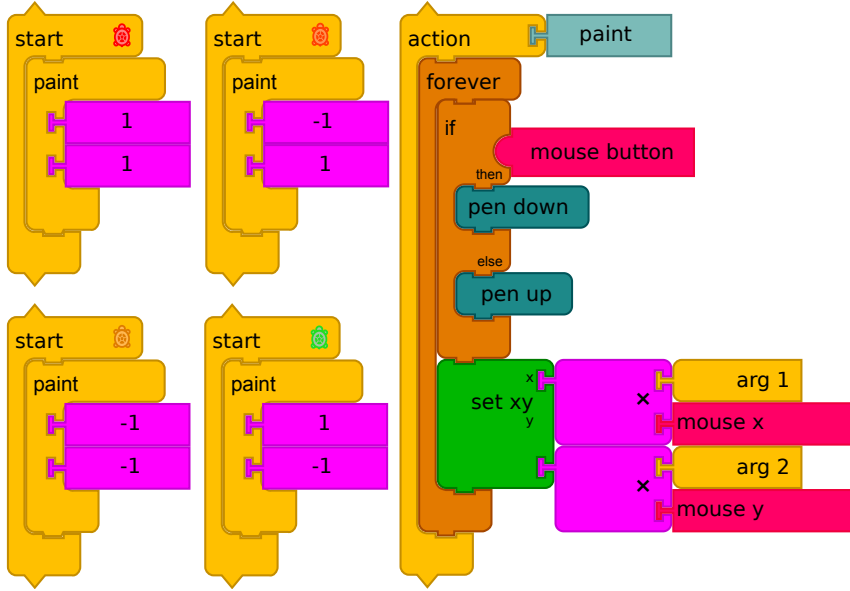 start
paint
1
1
start
paint
-1
1
start
paint
-1
-1
start
paint
1
-1
action
paint
forever
if
mouse button
then
pen down
else
pen up
set xy
x
y
×
arg 1
mouse x
×
arg 2
mouse y